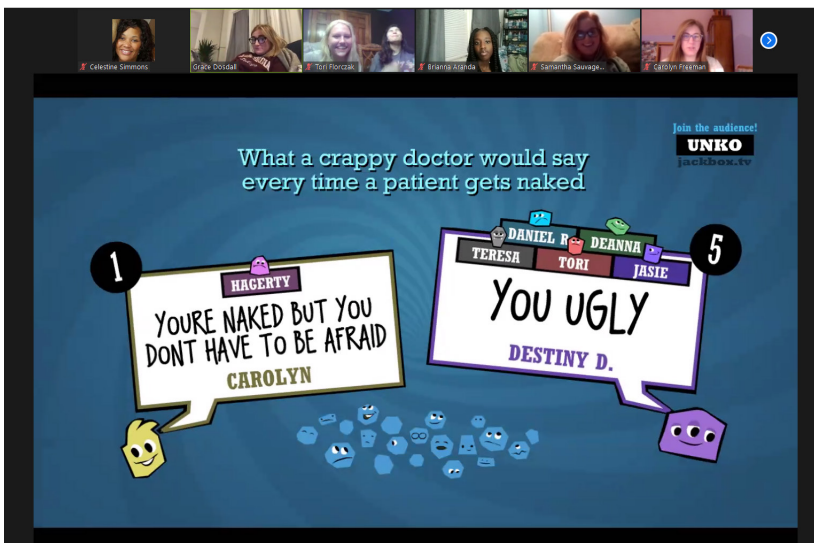 Celestine Simmons
Grace Dosdall
Tori Florczak
Brianna Aranda
Samantha Sauvage...
Carolyn Freeman
Join the audience!
UNKO
jackbox.tv
What a crappy doctor would say
every time a patient gets naked
1
HAGERTY
YOURE NAKED BUT YOU
DONT HAVE TO BE AFRAID
CAROLYN
DANIEL R
DEANNA
TERESA
TORI
JASIE
5
YOU UGLY
DESTINY D.